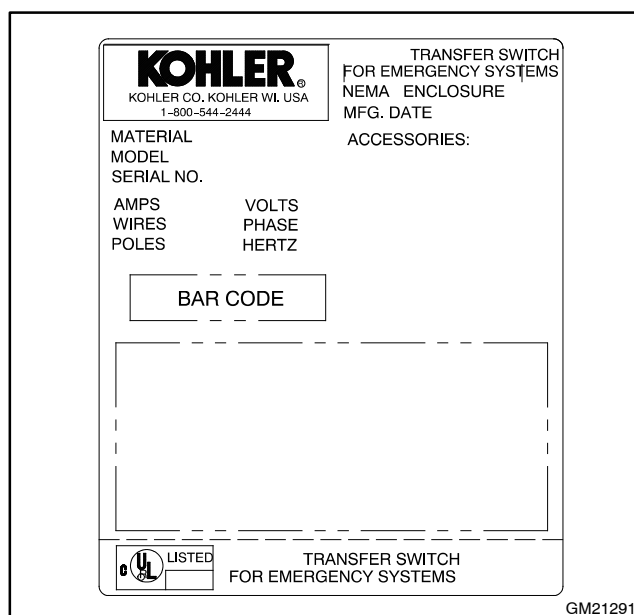 KOHLER®
KOHLER CO. KOHLER WI. USA
1-800-544-2444
TRANSFER SWITCH
FOR EMERGENCY SYSTEMS
NEMA ENCLOSURE
MFG. DATE
ACCESSORIES:
MATERIAL
MODEL
SERIAL NO.
AMPS VOLTS
WIRES PHASE
POLES HERTZ
BAR CODE
C UL LISTED
TRANSFER SWITCH
FOR EMERGENCY SYSTEMS
GM21291